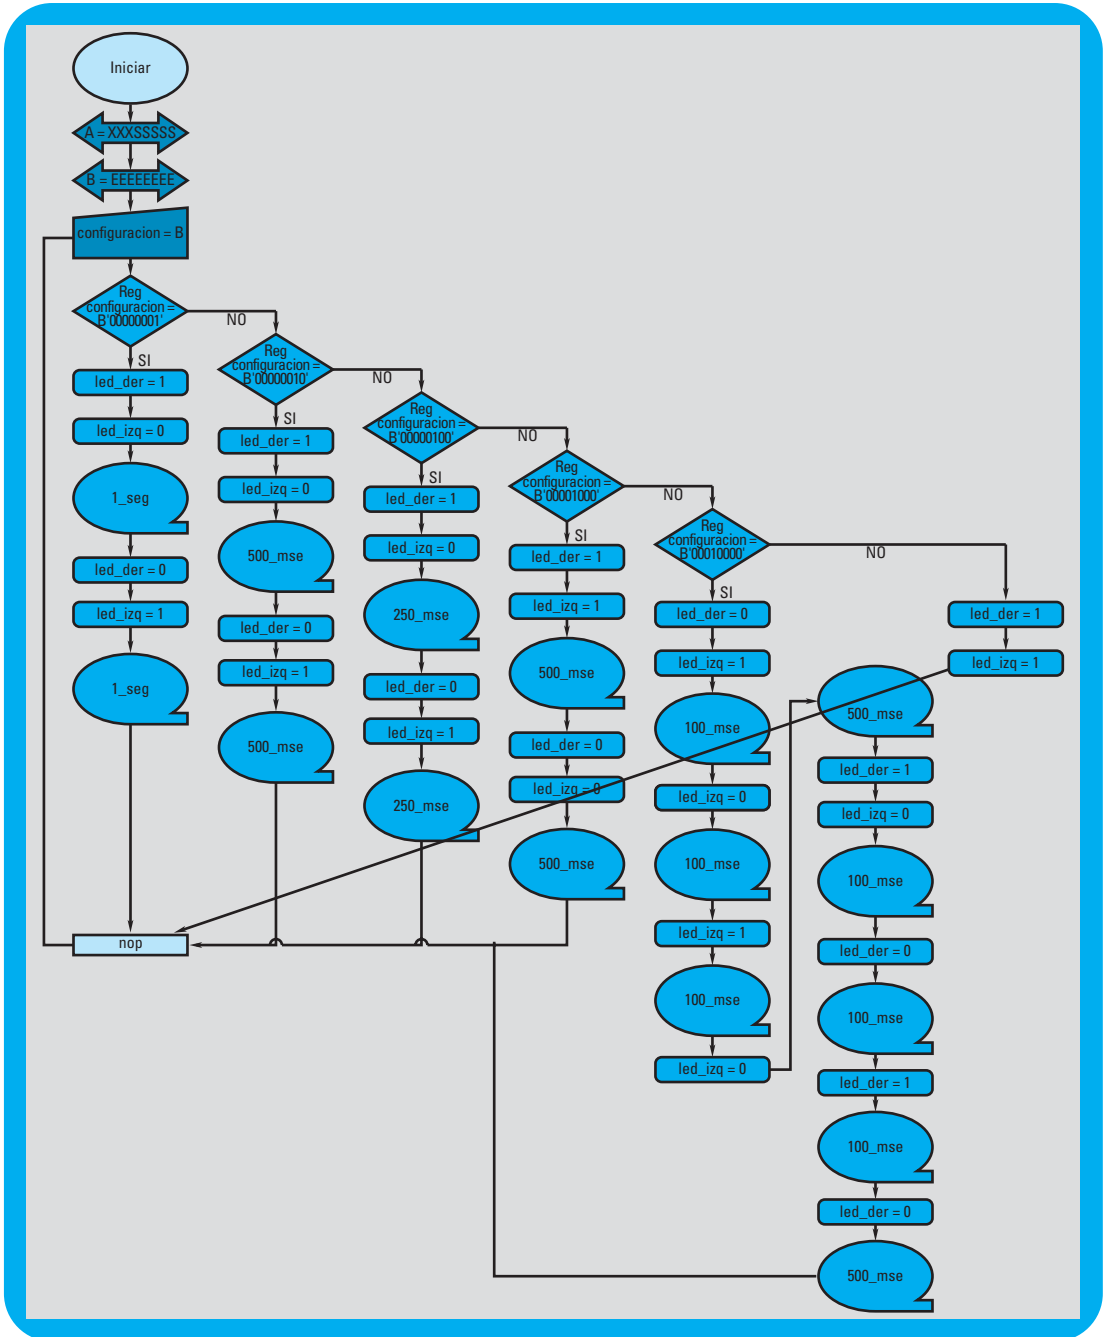 Iniciar
A = XXXSSSSS
B = EEEEEEEE
configuracion = B
Reg
configuracion =
B'00000001'
NO
SI
led_der = 1
led_izq = 0
1_seg
led_der = 0
led_izq = 1
1_seg
nop
Reg
configuracion =
B'00000010'
NO
SI
led_der = 1
led_izq = 0
500_mse
led_der = 0
led_izq = 1
500_mse
Reg
configuracion =
B'00000100'
NO
SI
led_der = 1
led_izq = 0
250_mse
led_der = 0
led_izq = 1
250_mse
Reg
configuracion =
B'00001000'
NO
SI
led_der = 1
led_izq = 1
500_mse
led_der = 0
led_izq = 0
500_mse
Reg
configuracion =
B'00010000'
NO
SI
led_der = 0
led_izq = 1
100_mse
led_izq = 0
100_mse
led_izq = 1
100_mse
led_izq = 0
500_mse
led_der = 1
led_izq = 0
100_mse
led_der = 0
100_mse
led_der = 1
100_mse
led_der = 0
500_mse
led_der = 1
led_izq = 1